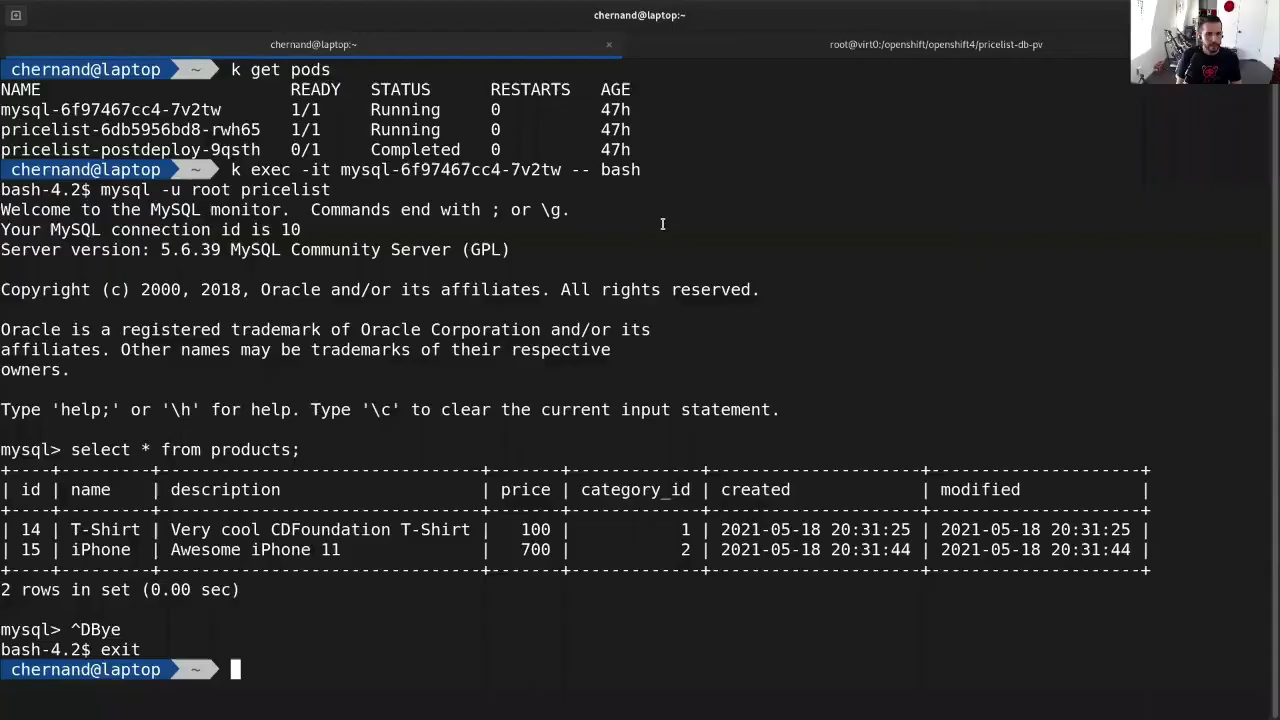 chernand@laptop:~
chernand@laptop:~ × root@virt0:/openshift/openshift4/pricelist-db-pv
chernand@laptop ~ k get pods
NAME READY STATUS RESTARTS AGE
mysql-6f97467cc4-7v2tw 1/1 Running 0 47h
pricelist-6db5956bd8-rwh65 1/1 Running 0 47h
pricelist-postdeploy-9qsth 0/1 Completed 0 47h
chernand@laptop ~ k exec -it mysql-6f97467cc4-7v2tw -- bash
bash-4.2$ mysql -u root pricelist
Welcome to the MySQL monitor.  Commands end with ; or \g.
Your MySQL connection id is 10
Server version: 5.6.39 MySQL Community Server (GPL)
Copyright (c) 2000, 2018, Oracle and/or its affiliates. All rights reserved.
Oracle is a registered trademark of Oracle Corporation and/or its
affiliates. Other names may be trademarks of their respective
owners.
Type 'help;' or '\h' for help. Type '\c' to clear the current input statement.
mysql> select * from products;
+----+---------+--------------------------------+-------+-------------+---------------------+---------------------+
| id | name    | description                    | price | category_id | created             | modified            |
+----+---------+--------------------------------+-------+-------------+---------------------+---------------------+
| 14 | T-Shirt | Very cool CDFoundation T-Shirt |   100 |           1 | 2021-05-18 20:31:25 | 2021-05-18 20:31:25 |
| 15 | iPhone  | Awesome iPhone 11              |   700 |           2 | 2021-05-18 20:31:44 | 2021-05-18 20:31:44 |
+----+---------+--------------------------------+-------+-------------+---------------------+---------------------+
2 rows in set (0.00 sec)
mysql> ^DBye
bash-4.2$ exit
chernand@laptop ~